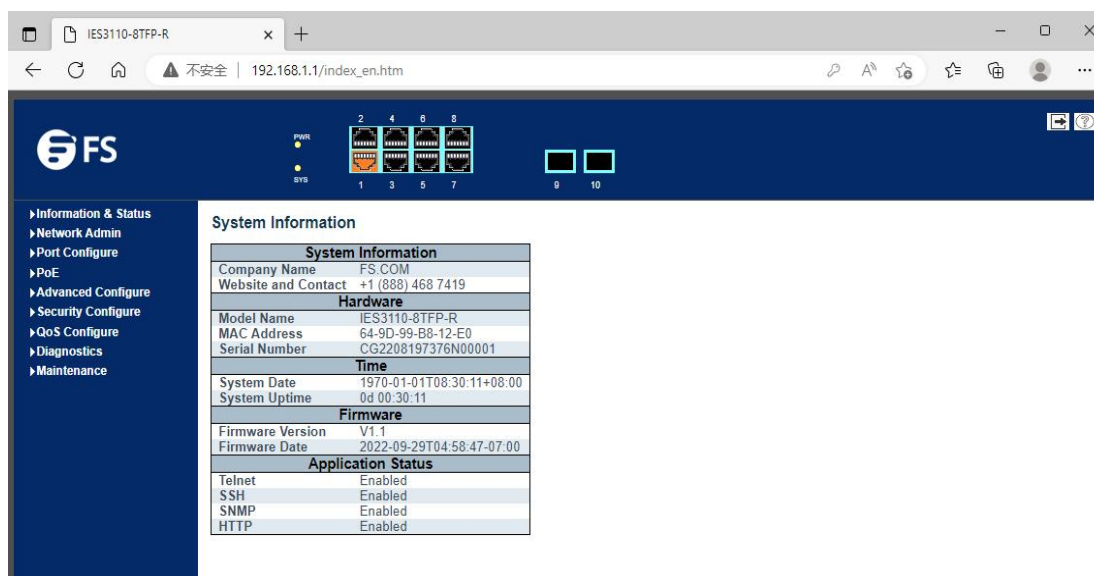 IES3110-8TFP-R
不安全 | 192.168.1.1/index_en.htm
FS
PWR
SYS
2 4 6 8
1 3 5 7 9 10
Information & Status
Network Admin
Port Configure
PoE
Advanced Configure
Security Configure
QoS Configure
Diagnostics
Maintenance
System Information
System Information
Company Name FS.COM
Website and Contact +1 (888) 468 7419
Hardware
Model Name IES3110-8TFP-R
MAC Address 64-9D-99-B8-12-E0
Serial Number CG2208197376N00001
Time
System Date 1970-01-01T08:30:11+08:00
System Uptime 0d 00:30:11
Firmware
Firmware Version V1.1
Firmware Date 2022-09-29T04:58:47-07:00
Application Status
Telnet Enabled
SSH Enabled
SNMP Enabled
HTTP Enabled